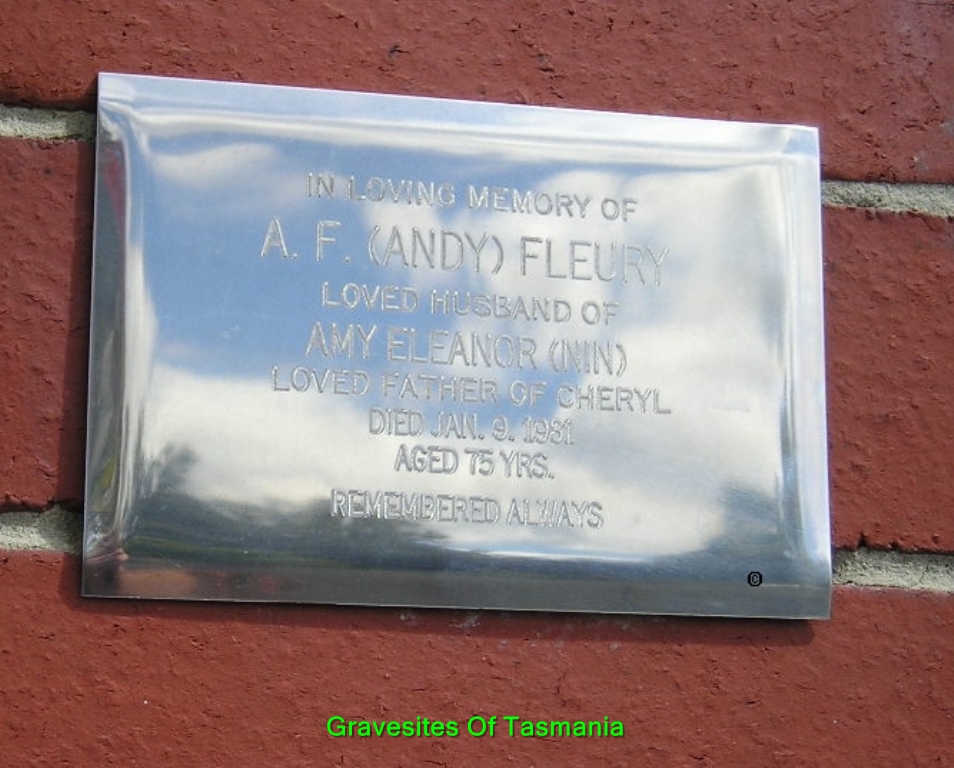 IN LOVING MEMORY OF
A. F. (ANDY) FLEURY
LOVED HUSBAND OF
AMY ELEANOR (NIN)
LOVED FATHER OF CHERYL
DIED JAN. 9. 1981
AGED 75 YRS.
REMEMBERED ALWAYS
©
Gravesites Of Tasmania